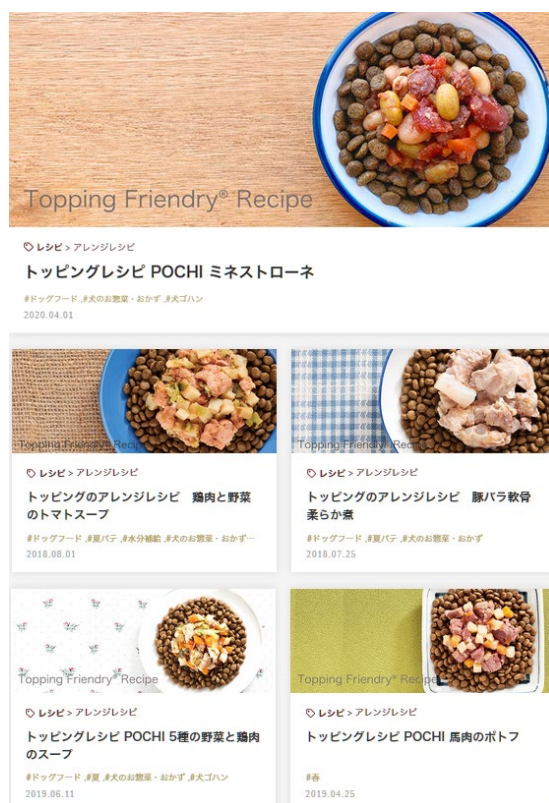 Topping Friendry® Recipe
レシピ > アレンジレシピ
トッピングレシピ POCHI ミネストローネ
#ドッグフード ,#犬のお惣菜・おかず ,#犬ゴハン
2020.04.01
Topping Friendry® Recipe
レシピ > アレンジレシピ
トッピングのアレンジレシピ 鶏肉と野菜
のトマトスープ
#ドッグフード ,#夏バテ ,#水分補給 ,#犬のお惣菜・おかず…
2018.08.01
Topping Friendry® Recipe
レシピ > アレンジレシピ
トッピングのアレンジレシピ 豚バラ軟骨
柔らか煮
#ドッグフード ,#夏バテ ,#犬のお惣菜・おかず
2018.07.25
Topping Friendry® Recipe
レシピ > アレンジレシピ
トッピングレシピ POCHI 5種の野菜と鶏肉
のスープ
#ドッグフード ,#夏 ,#犬のお惣菜・おかず ,#犬ゴハン
2019.06.11
Topping Friendry® Recipe
レシピ > アレンジレシピ
トッピングレシピ POCHI 馬肉のポトフ
#春
2019.04.25